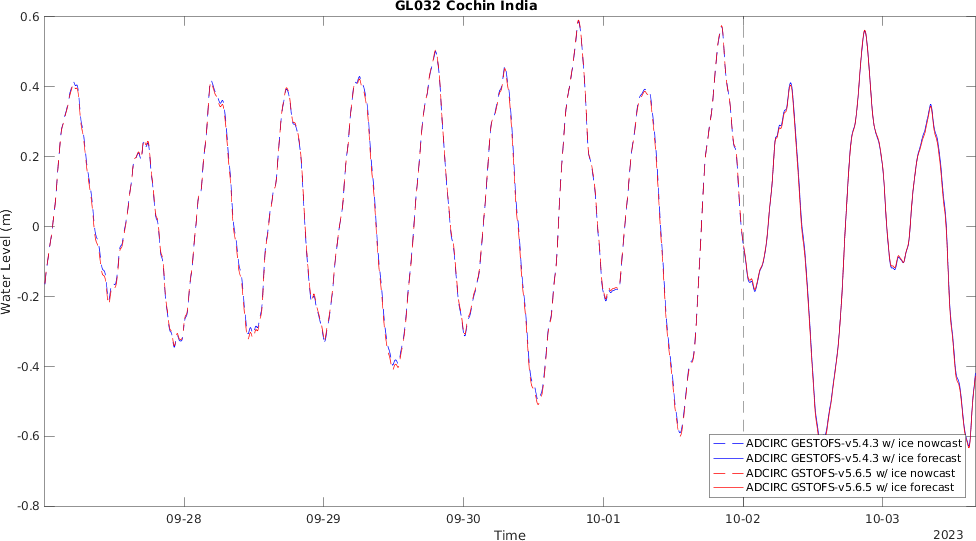 GL032 Cochin India
0.6
0.4
0.2
0
-0.2
-0.4
-0.6
-0.8
Water Level (m)
ADCIRC GESTOFS-v5.4.3 w/ ice nowcast
ADCIRC GESTOFS-v5.4.3 w/ ice forecast
ADCIRC GSTOFS-v5.6.5 w/ ice nowcast
ADCIRC GSTOFS-v5.6.5 w/ ice forecast
09-28 09-29 09-30 10-01 10-02 10-03
Time
2023